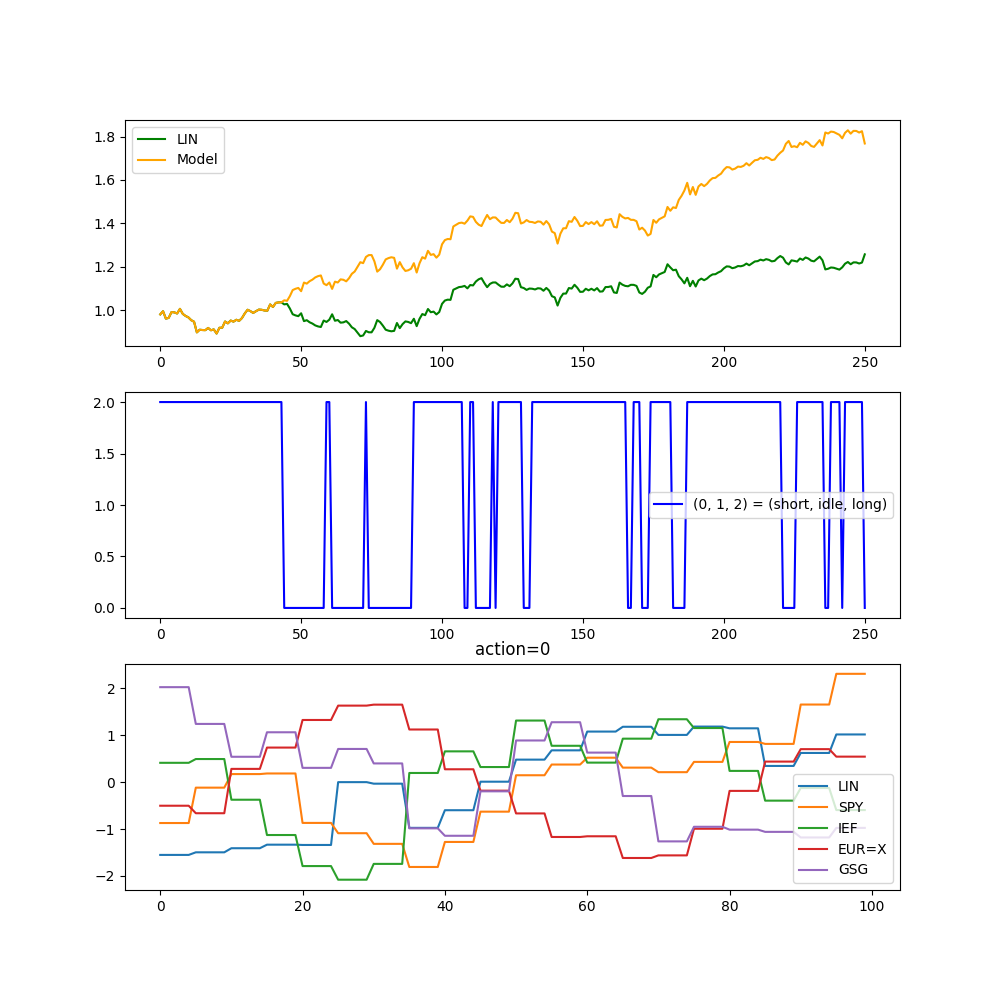 1.8
1.6
1.4
1.2
1.0
LIN
Model
0 50 100 150 200 250
2.0
1.5
1.0
0.5
0.0
(0, 1, 2) = (short, idle, long)
0 50 100 150 200 250
action=0
2
1
0
−1
−2
LIN
SPY
IEF
EUR=X
GSG
0 20 40 60 80 100